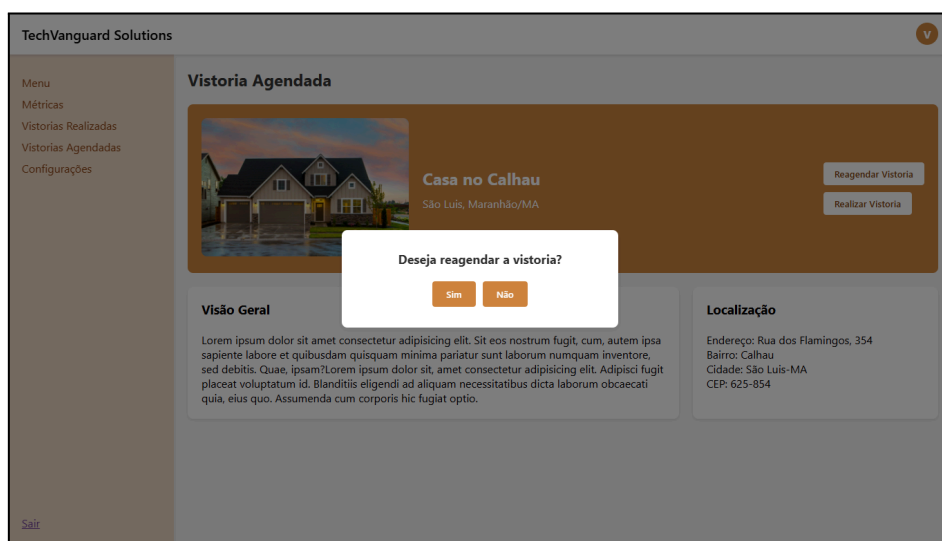 TechVanguard Solutions
V
Menu
Métricas
Vistorias Realizadas
Vistorias Agendadas
Configurações
Sair
Vistoria Agendada
Casa no Calhau
São Luis, Maranhão/MA
Reagendar Vistoria
Realizar Vistoria
Deseja reagendar a vistoria?
Sim
Não
Visão Geral
Lorem ipsum dolor sit amet consectetur adipisicing elit. Sit eos nostrum fugit, cum, autem ipsa
sapiente labore et quibusdam quisquam minima pariatur sunt laborum numquam inventore,
sed debitis. Quae, ipsam?Lorem ipsum dolor sit, amet consectetur adipisicing elit. Adipisci fugit
placeat voluptatum id. Blanditiis eligendi ad aliquam necessitatibus dicta laborum obcaecati
quia, eius quo. Assumenda cum corporis hic fugiat optio.
Localização
Endereço: Rua dos Flamingos, 354
Bairro: Calhau
Cidade: São Luis-MA
CEP: 625-854